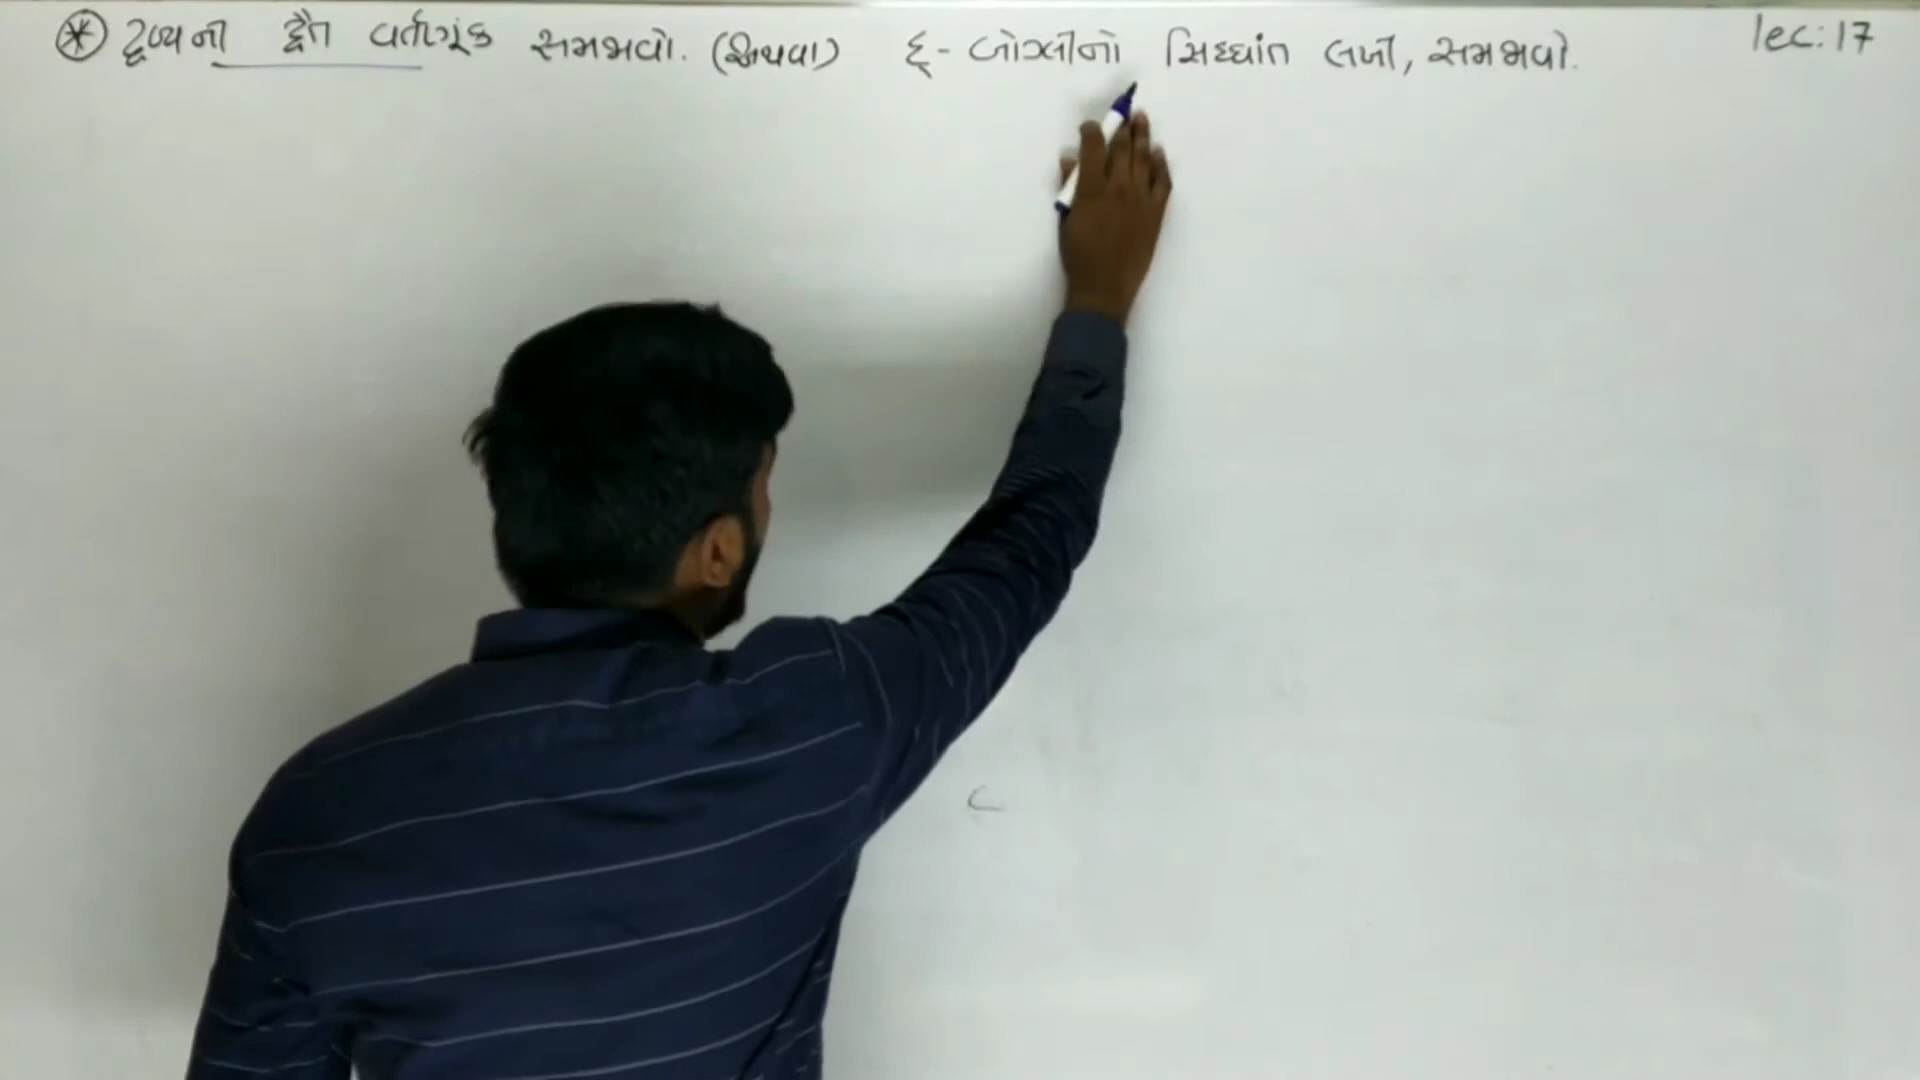 દ્રવ્યની દ્વૈત વર્તણૂંક સમજાવો. (અથવા) દ્-બ્રોગ્લીનો સિધ્ધાંત લખી, સમજાવો. lec:17